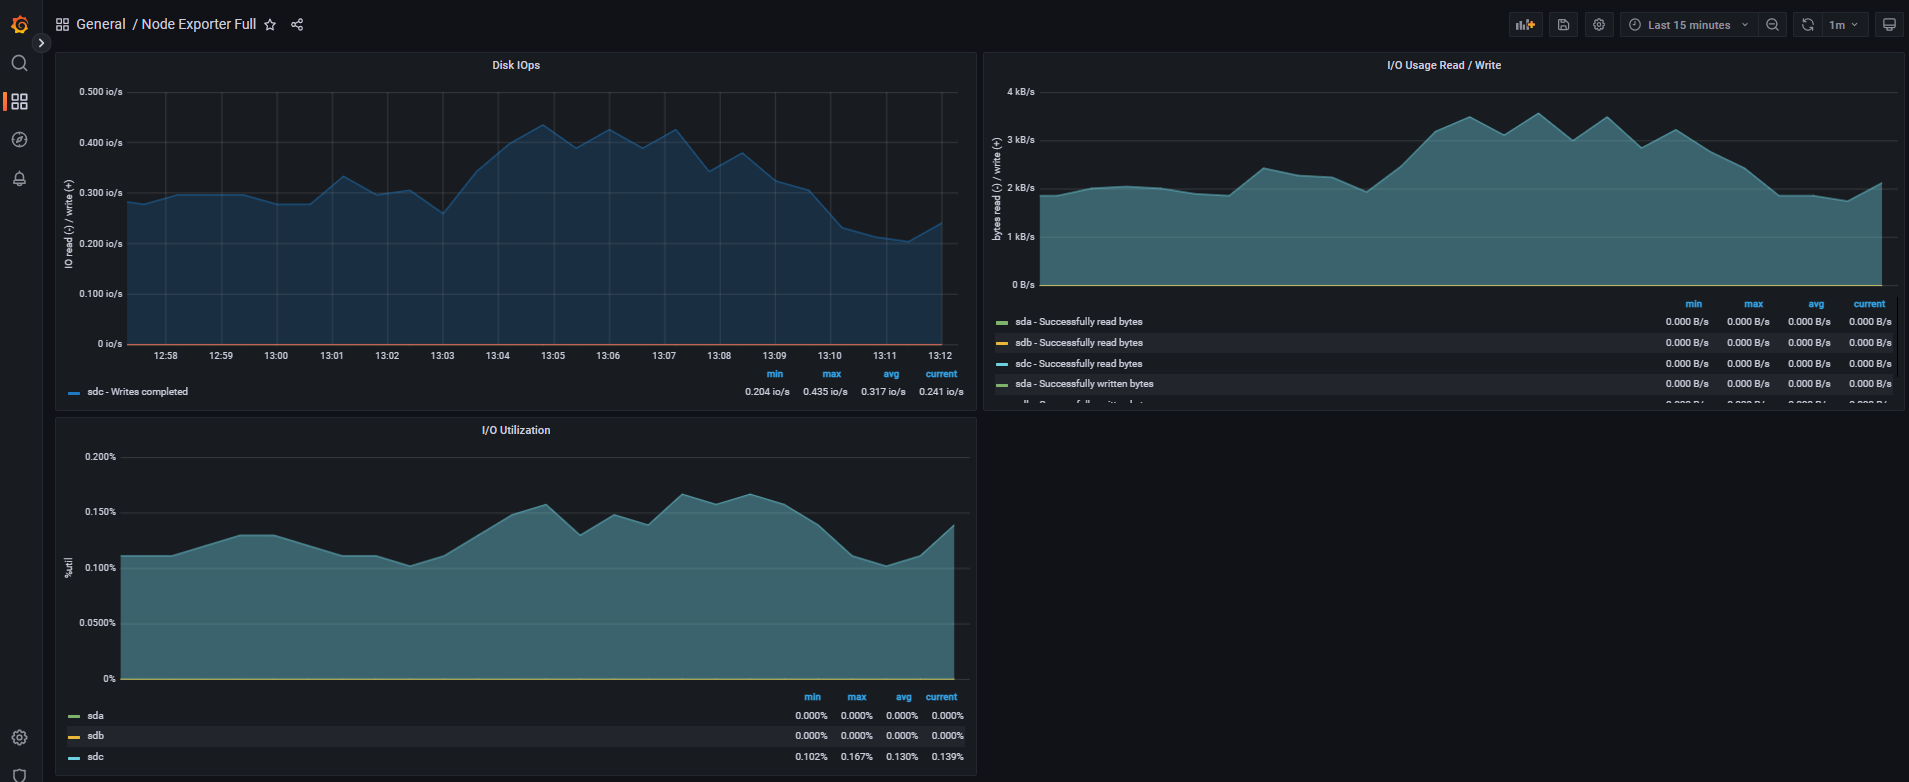 General / Node Exporter Full
Last 15 minutes
1m
Disk IOps
0.500 io/s
0.400 io/s
0.300 io/s
0.200 io/s
0.100 io/s
0 io/s
IO read (-) / write (+)
12:58 12:59 13:00 13:01 13:02 13:03 13:04 13:05 13:06 13:07 13:08 13:09 13:10 13:11 13:12
min max avg current
sdc - Writes completed 0.204 io/s 0.435 io/s 0.317 io/s 0.241 io/s
I/O Usage Read / Write
4 kB/s
3 kB/s
2 kB/s
1 kB/s
0 B/s
bytes read (-) / write (+)
min max avg current
sda - Successfully read bytes 0.000 B/s 0.000 B/s 0.000 B/s 0.000 B/s
sdb - Successfully read bytes 0.000 B/s 0.000 B/s 0.000 B/s 0.000 B/s
sdc - Successfully read bytes 0.000 B/s 0.000 B/s 0.000 B/s 0.000 B/s
sda - Successfully written bytes 0.000 B/s 0.000 B/s 0.000 B/s 0.000 B/s
I/O Utilization
0.200%
0.150%
0.100%
0.0500%
0%
%util
min max avg current
sda 0.000% 0.000% 0.000% 0.000%
sdb 0.000% 0.000% 0.000% 0.000%
sdc 0.102% 0.167% 0.130% 0.139%